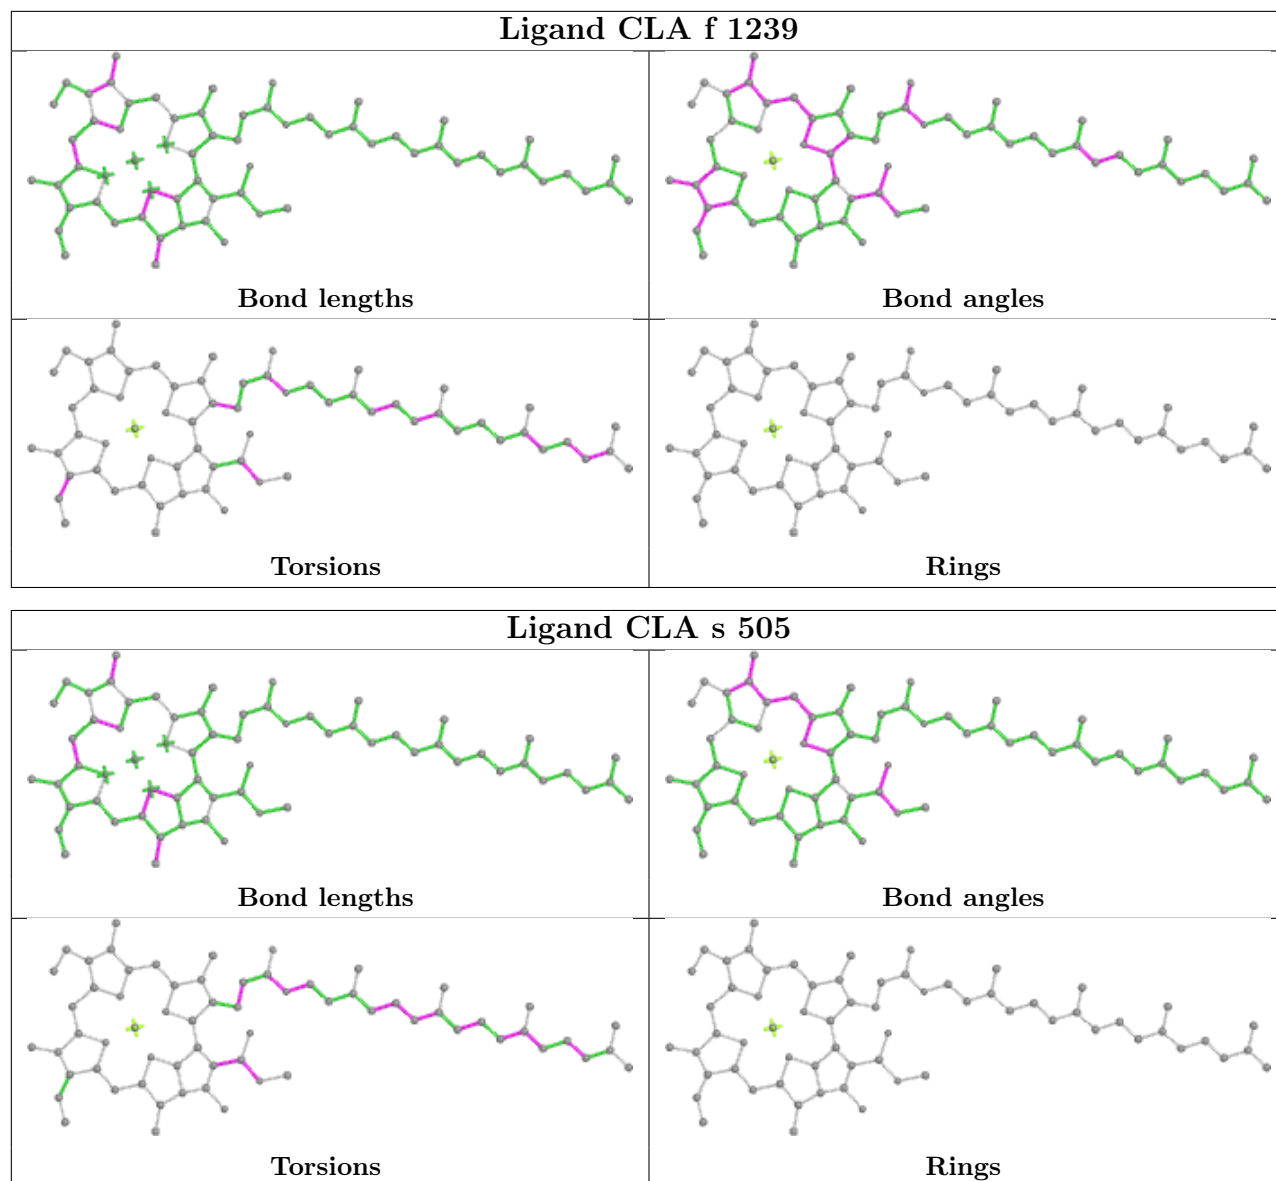 Ligand CLA f 1239
Bond lengths
Bond angles
Torsions
Rings
Ligand CLA s 505
Bond lengths
Bond angles
Torsions
Rings